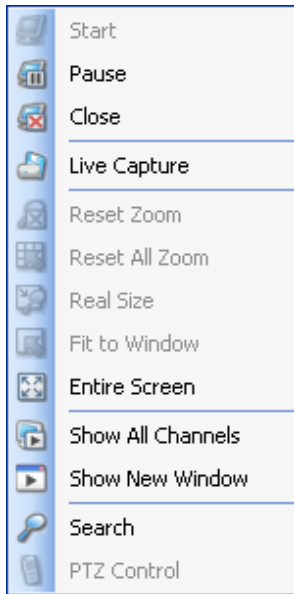 Start
Pause
Close
Live Capture
Reset Zoom
Reset All Zoom
Real Size
Fit to Window
Entire Screen
Show All Channels
Show New Window
Search
PTZ Control